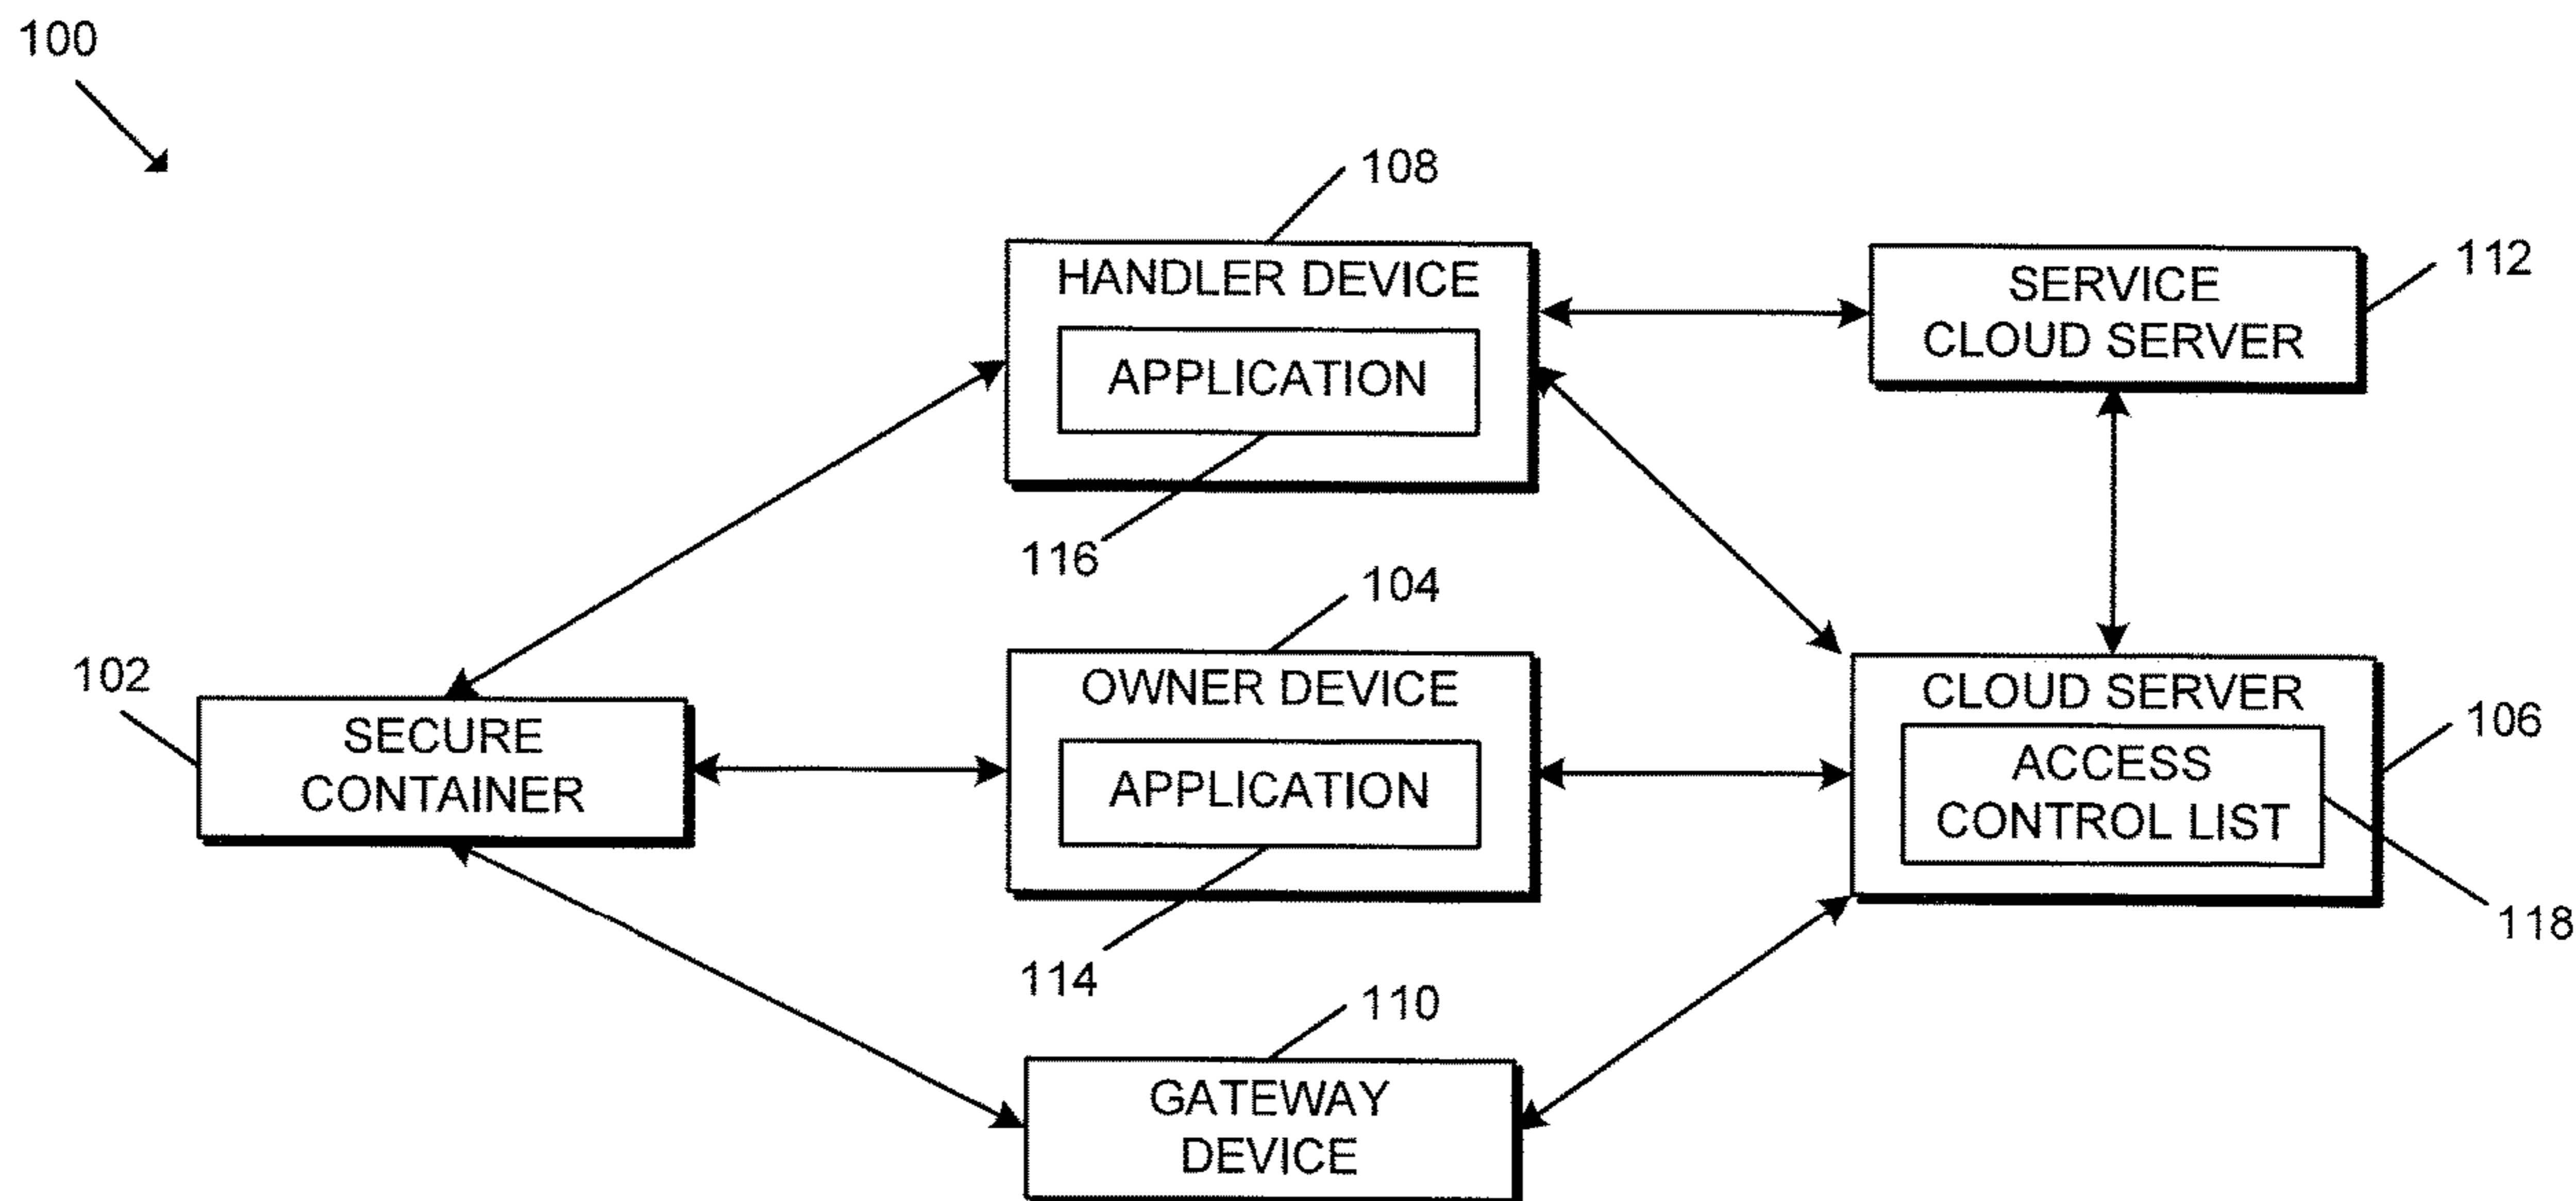 100
108
HANDLER DEVICE
APPLICATION
116
SERVICE
CLOUD SERVER
112
104
OWNER DEVICE
APPLICATION
114
102
SECURE
CONTAINER
CLOUD SERVER
106
ACCESS
CONTROL LIST
118
110
GATEWAY
DEVICE